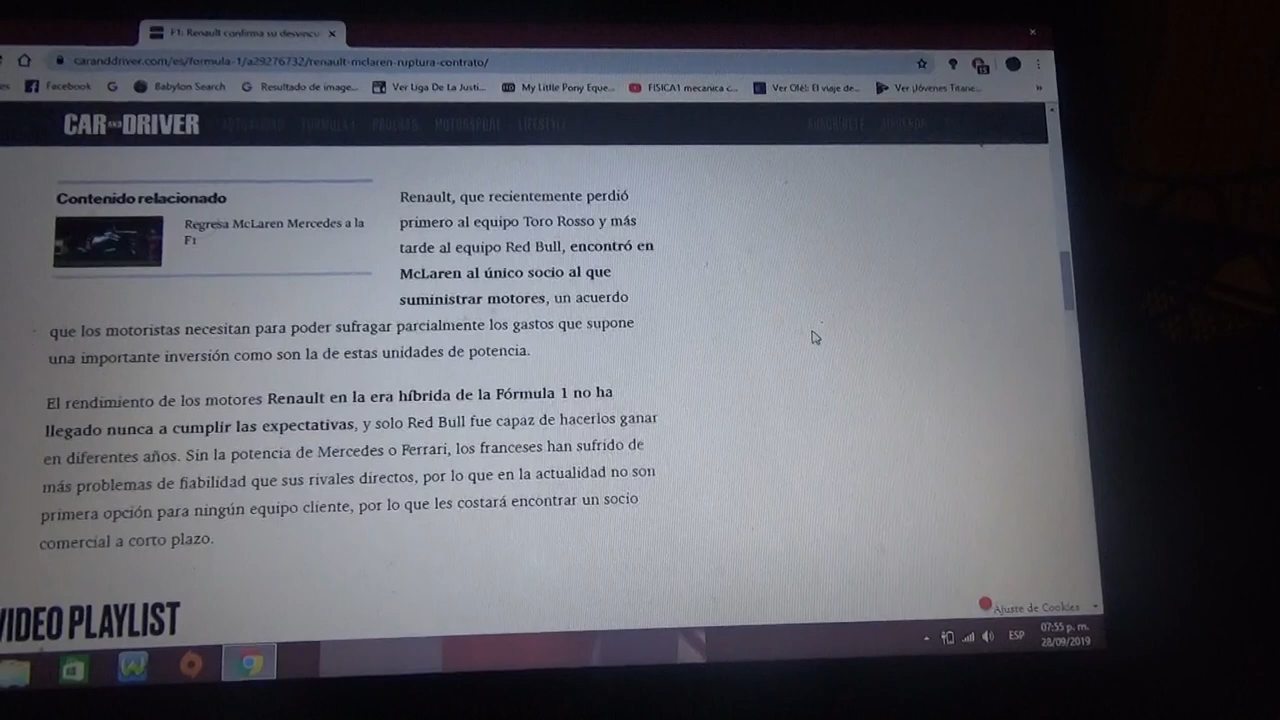 F1: Renault confirma su desvincu
caranddriver.com/es/formula-1/a29276732/renault-mclaren-ruptura-contrato/
es Facebook G Babylon Search G Resultado de image... Ver Liga De La Justi... My Little Pony Eque... FISICA1 mecanica c... Ver Olé!: El viaje de... Ver ¡Jóvenes Titane... »
CAR AND DRIVER FORMULA 1 PRUEBAS MOTORSPORT LIFESTYLE SUSCRÍBETE
Contenido relacionado
Regresa McLaren Mercedes a la
F1
Renault, que recientemente perdió
primero al equipo Toro Rosso y más
tarde al equipo Red Bull, encontró en
McLaren al único socio al que
suministrar motores, un acuerdo
que los motoristas necesitan para poder sufragar parcialmente los gastos que supone
una importante inversión como son la de estas unidades de potencia.
El rendimiento de los motores Renault en la era híbrida de la Fórmula 1 no ha
llegado nunca a cumplir las expectativas, y solo Red Bull fue capaz de hacerlos ganar
en diferentes años. Sin la potencia de Mercedes o Ferrari, los franceses han sufrido de
más problemas de fiabilidad que sus rivales directos, por lo que en la actualidad no son
primera opción para ningún equipo cliente, por lo que les costará encontrar un socio
comercial a corto plazo.
VIDEO PLAYLIST
Ajuste de Cookies
ESP
07:55 p. m.
28/09/2019